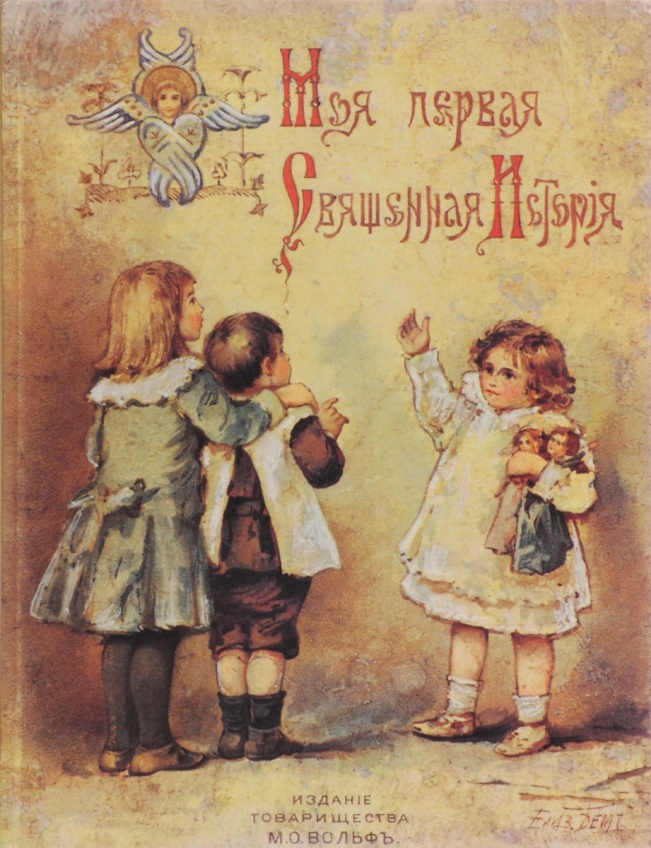 Моя первая
Священная Исторія
ИЗДАНІЕ
ТОВАРИЩЕСТВА
М.О.ВОЛЬФЪ.
Елиз. Бемъ